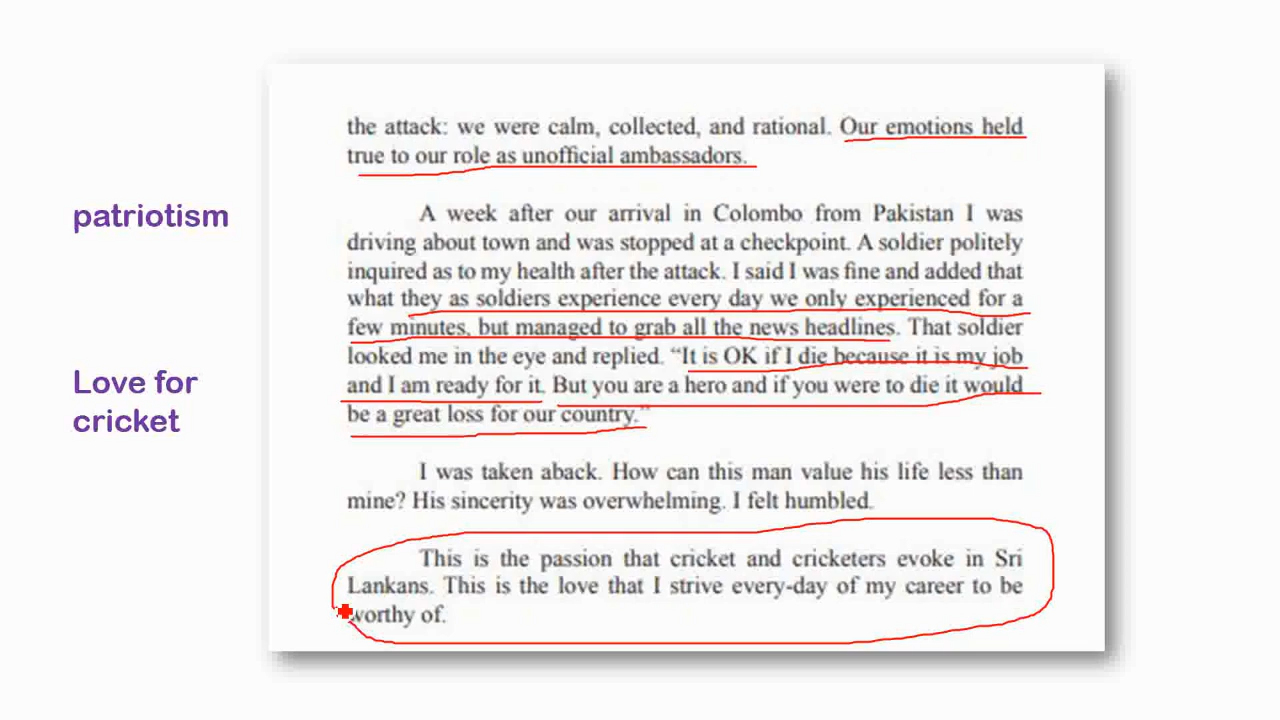 the attack: we were calm, collected, and rational. Our emotions held
true to our role as unofficial ambassadors.
patriotism
A week after our arrival in Colombo from Pakistan I was
driving about town and was stopped at a checkpoint. A soldier politely
inquired as to my health after the attack. I said I was fine and added that
what they as soldiers experience every day we only experienced for a
few minutes, but managed to grab all the news headlines. That soldier
looked me in the eye and replied. “It is OK if I die because it is my job
and I am ready for it. But you are a hero and if you were to die it would
be a great loss for our country.”
Love for
cricket
I was taken aback. How can this man value his life less than
mine? His sincerity was overwhelming. I felt humbled.
This is the passion that cricket and cricketers evoke in Sri
Lankans. This is the love that I strive every-day of my career to be
worthy of.